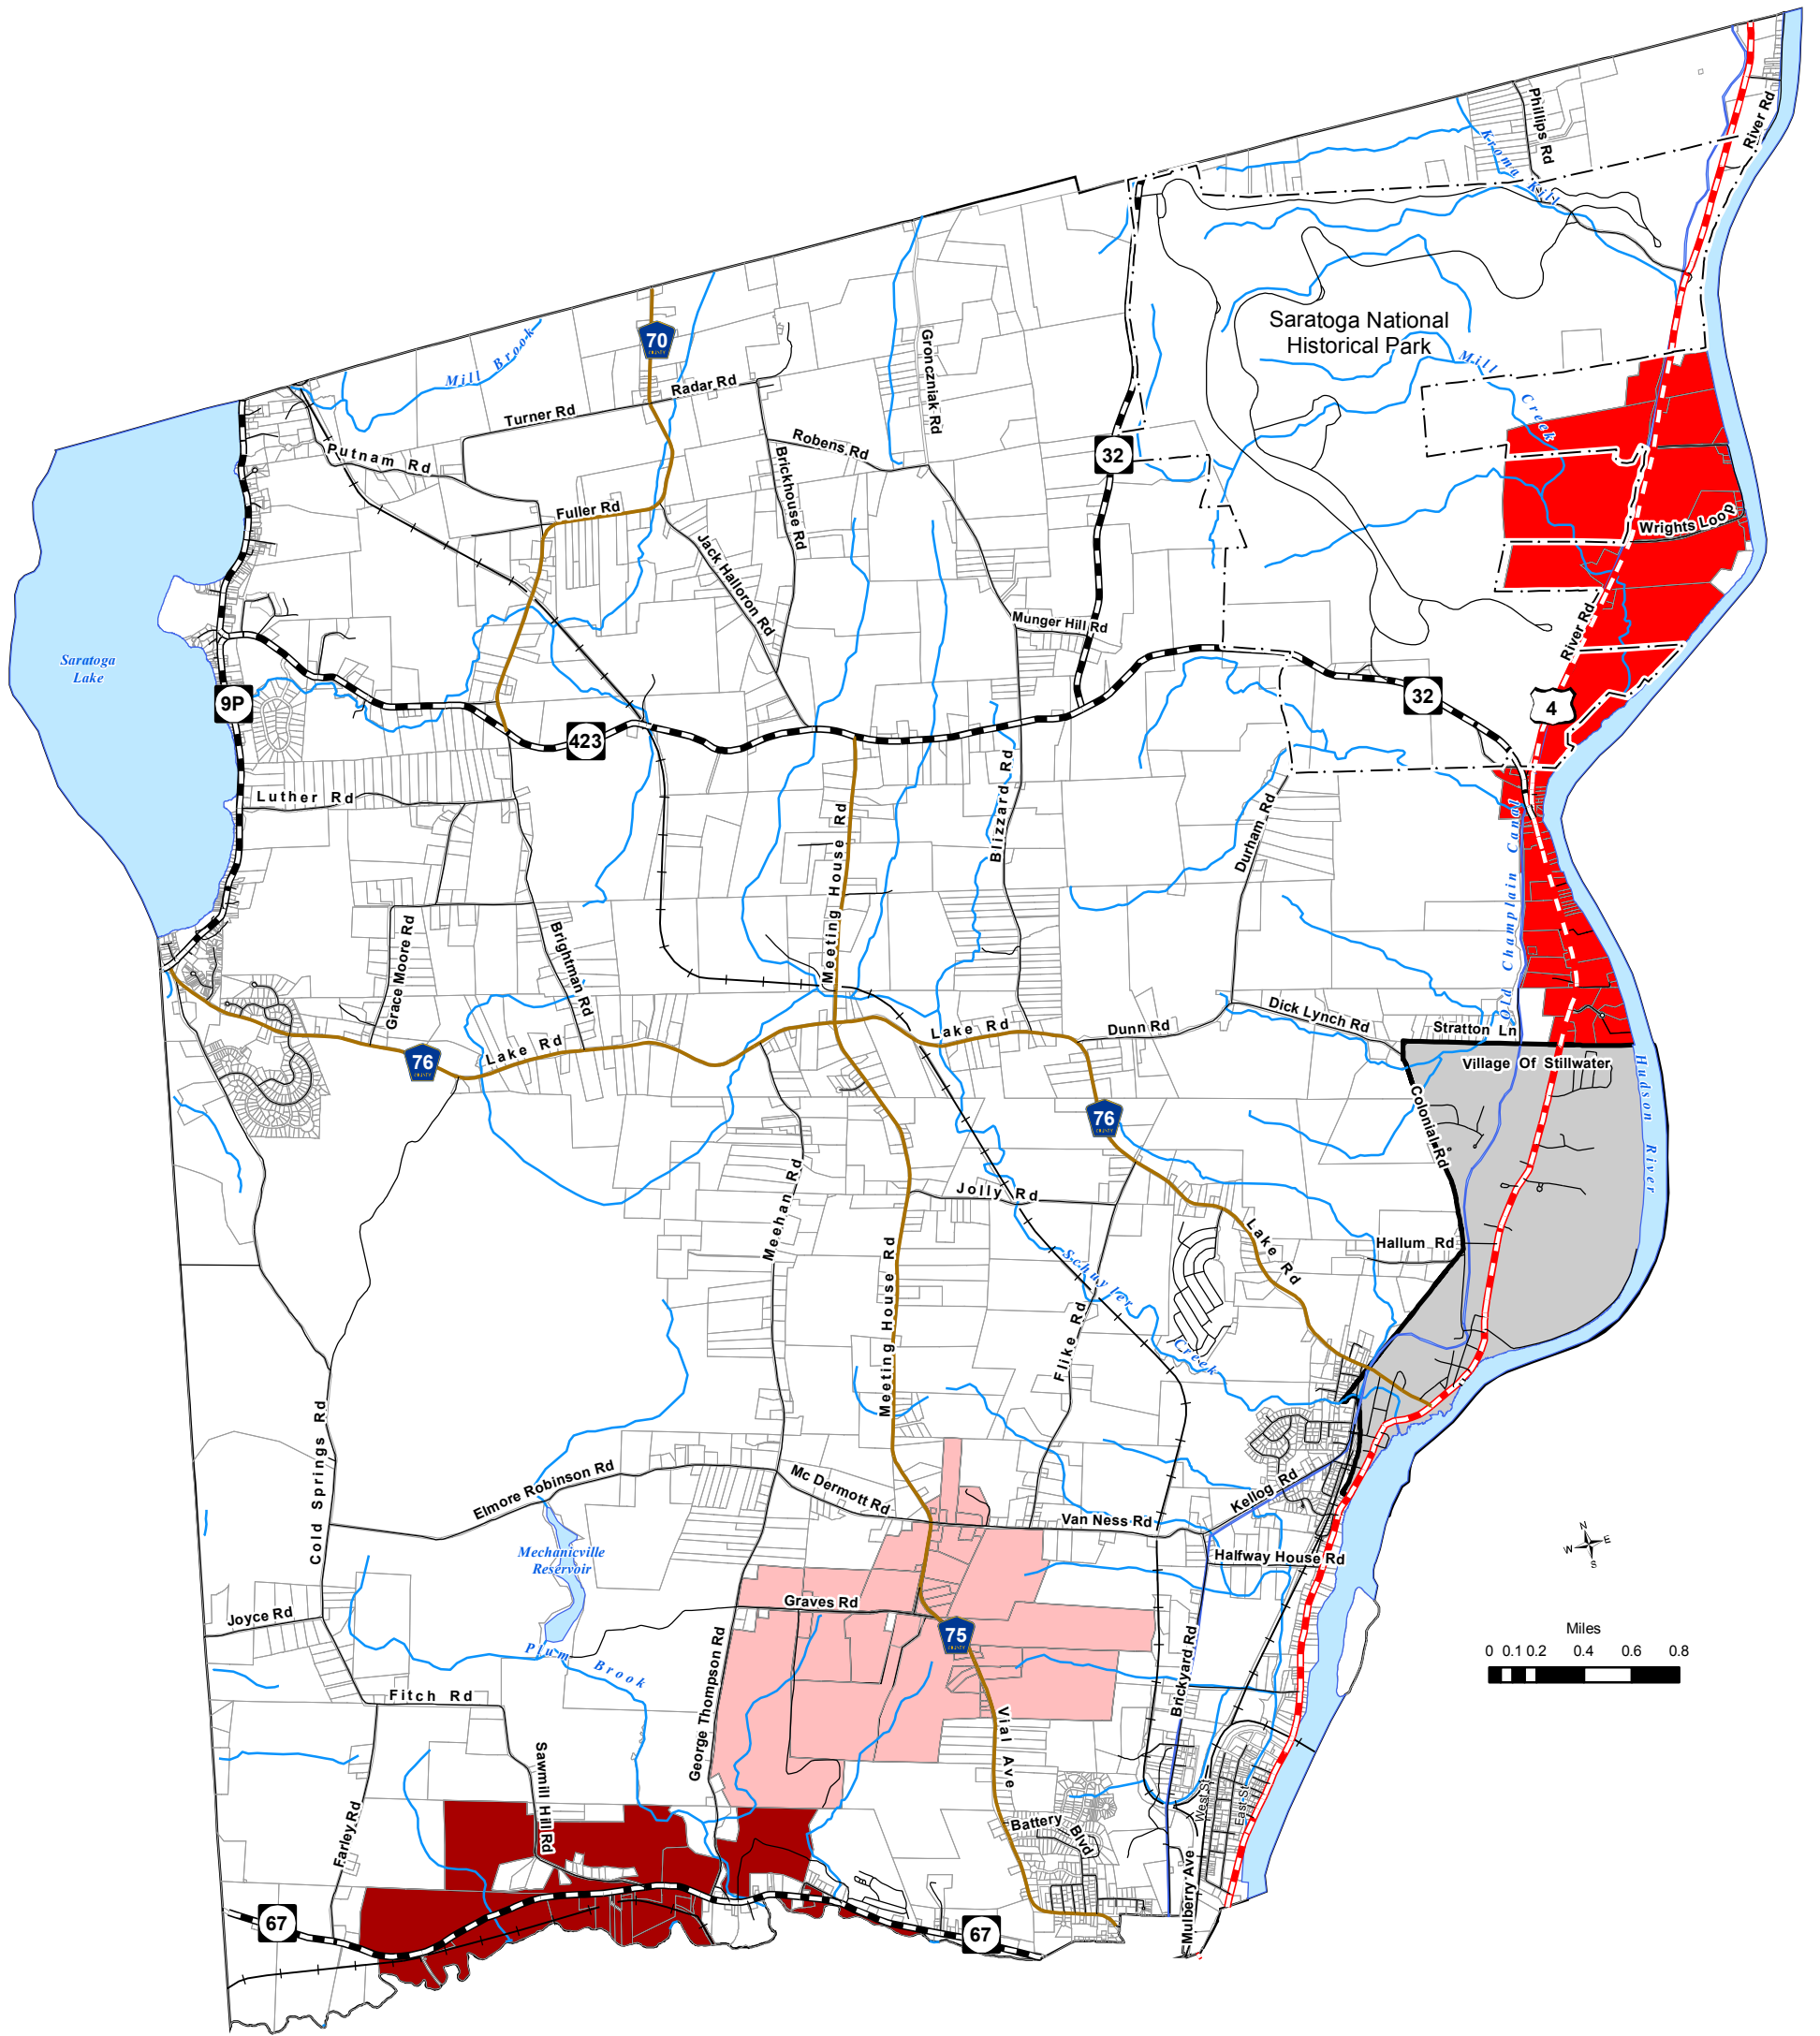 Phillips Rd
River Rd
Kroma Kill
Saratoga National
Historical Park
70
COUNTY
Mill Brook
Radar Rd
Turner Rd
Gronczniak Rd
Mill Creek
Putnam Rd
Robens Rd
32
Brickhouse Rd
Fuller Rd
Wrights Loop
Jack Halloron Rd
Munger Hill Rd
River Rd
Saratoga
Lake
9P
32
4
423
Luther Rd
Blizzard Rd
Meeting House Rd
Durham Rd
Old Champlain Canal
Grace Moore Rd
Brightman Rd
Dick Lynch Rd
Stratton Ln
Lake Rd
Dunn Rd
Lake Rd
76
COUNTY
Village Of Stillwater
Hudson River
76
COUNTY
Colonial Rd
Meehan Rd
Jolly Rd
Lake Rd
Hallum Rd
Meeting House Rd
Schuyler Creek
Flike Rd
Cold Springs Rd
Elmore Robinson Rd
Mc Dermott Rd
Kellog Rd
Van Ness Rd
Mechanicville
Reservoir
Halfway House Rd
N
E
W
S
Joyce Rd
Graves Rd
75
COUNTY
Miles
0 0.1 0.2 0.4 0.6 0.8
Plum Brook
George Thompson Rd
Brickyard Rd
Fitch Rd
Vial Ave
Sawmill Hill Rd
Farley Rd
West St
East St
Battery Blvd
Mulberry Ave
67
67